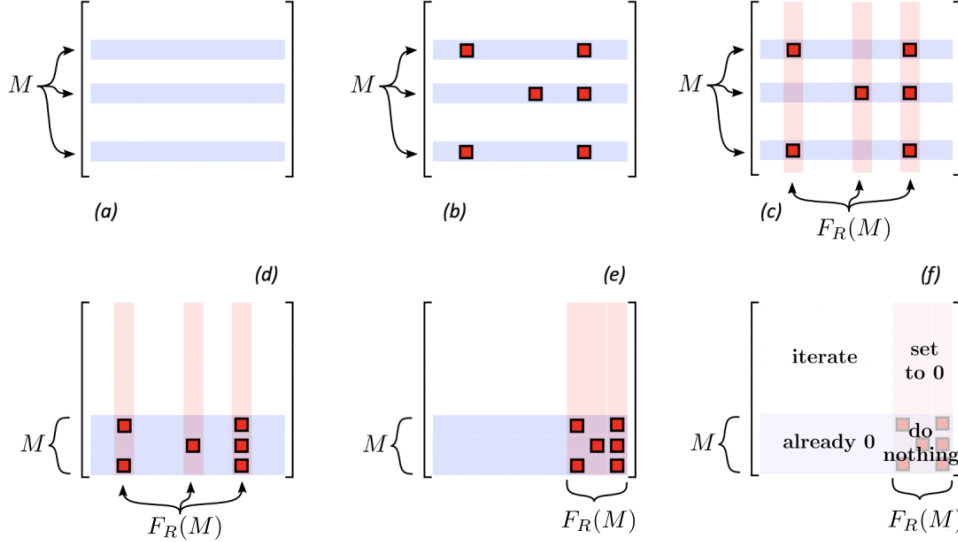 M
(a)
M
(b)
M
(c)
F_R(M)
(d)
M
F_R(M)
(e)
M
F_R(M)
(f)
iterate
set
to 0
M
already 0
do
nothing
F_R(M)